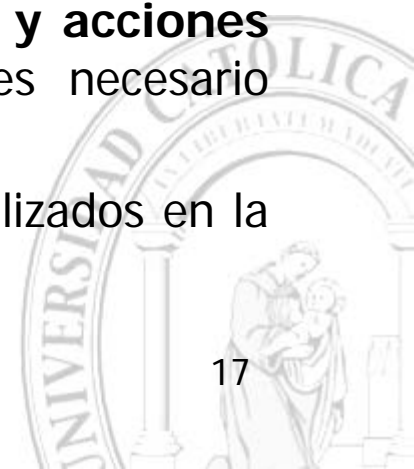 y acciones
es necesario
lizados en la
17